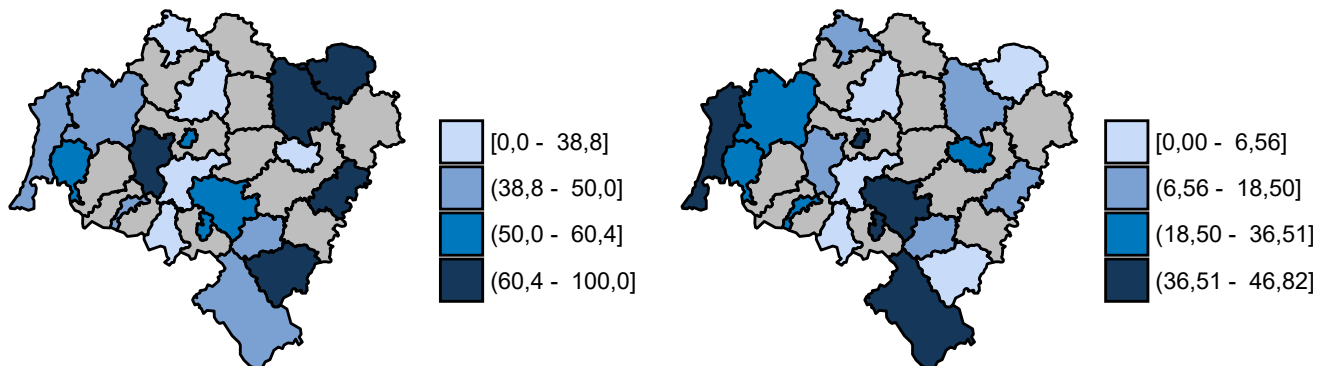 [0,0 - 38,8]
(38,8 - 50,0]
(50,0 - 60,4]
(60,4 - 100,0]
[0,00 - 6,56]
(6,56 - 18,50]
(18,50 - 36,51]
(36,51 - 46,82]